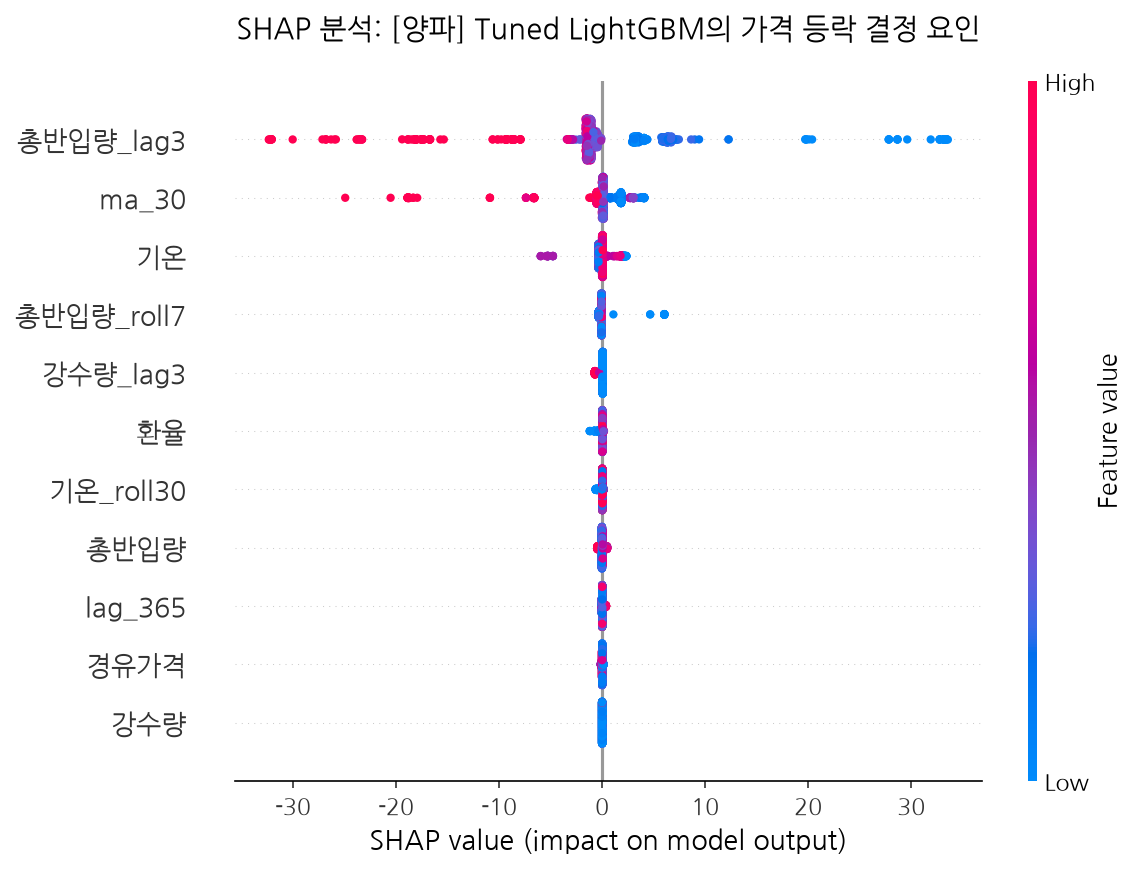 SHAP 분석: [양파] Tuned LightGBM의 가격 등락 결정 요인
High
총반입량_lag3
ma_30
기온
총반입량_roll7
강수량_lag3
환율
기온_roll30
총반입량
lag_365
경유가격
강수량
Feature value
Low
-30 -20 -10 0 10 20 30
SHAP value (impact on model output)